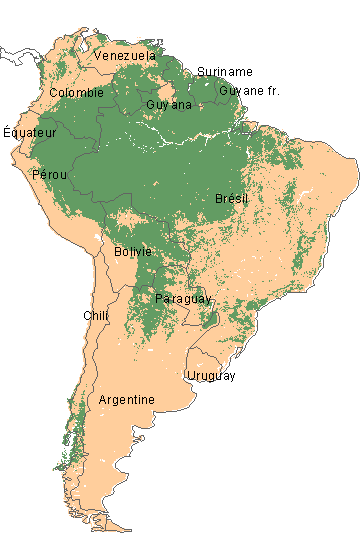 Venezuela
Suriname
Colombie
Guyane fr.
Guyana
Équateur
Pérou
Brésil
Bolivie
Paraguay
Chili
Uruguay
Argentine